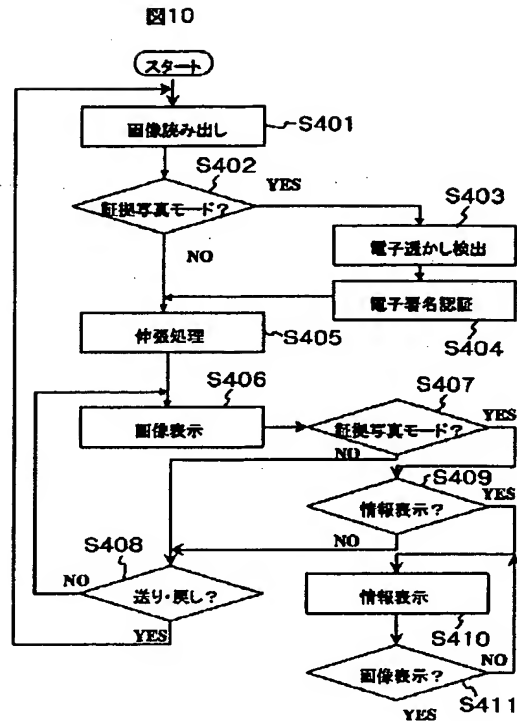 図10
スタート
画像読み出し
S401
S402
証拠写真モード?
YES
NO
S403
電子透かし検出
電子署名認証
S404
伸張処理
S405
S406
画像表示
S407
証拠写真モード?
YES
NO
S409
情報表示?
YES
NO
S408
送り・戻し?
NO
YES
情報表示
S410
画像表示?
NO
S411
YES